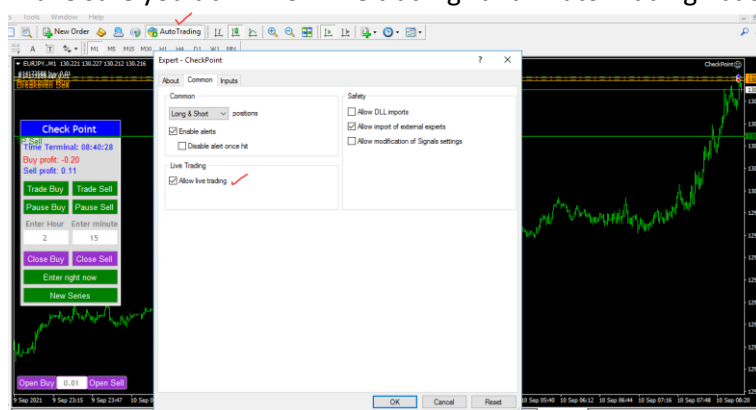 Tools Window Help
New Order AutoTrading
A T M1 M5 M15 M30 H1 H4 D1 W1 MN
EURJPY.,M1 130.221 130.227 130.212 130.216
CheckPoint
Breakeven Sell
Check Point
Sell
Time Terminal: 08:40:28
Buy profit: -0.20
Sell profit: 0.11
Trade Buy Trade Sell
Pause Buy Pause Sell
Enter Hour Enter minute
2 15
Close Buy Close Sell
Enter right now
New Series
Open Buy 0.01 Open Sell
Expert - CheckPoint ? X
About Common Inputs
Common
Long & Short positions
Enable alerts
Disable alert once hit
Live Trading
Allow live trading
Safety
Allow DLL imports
Allow import of external experts
Allow modification of Signals settings
OK Cancel Reset
9 Sep 2021 9 Sep 23:15 9 Sep 23:47 10 Sep 05:40 10 Sep 06:12 10 Sep 06:44 10 Sep 07:16 10 Sep 07:48 10 Sep 08:20